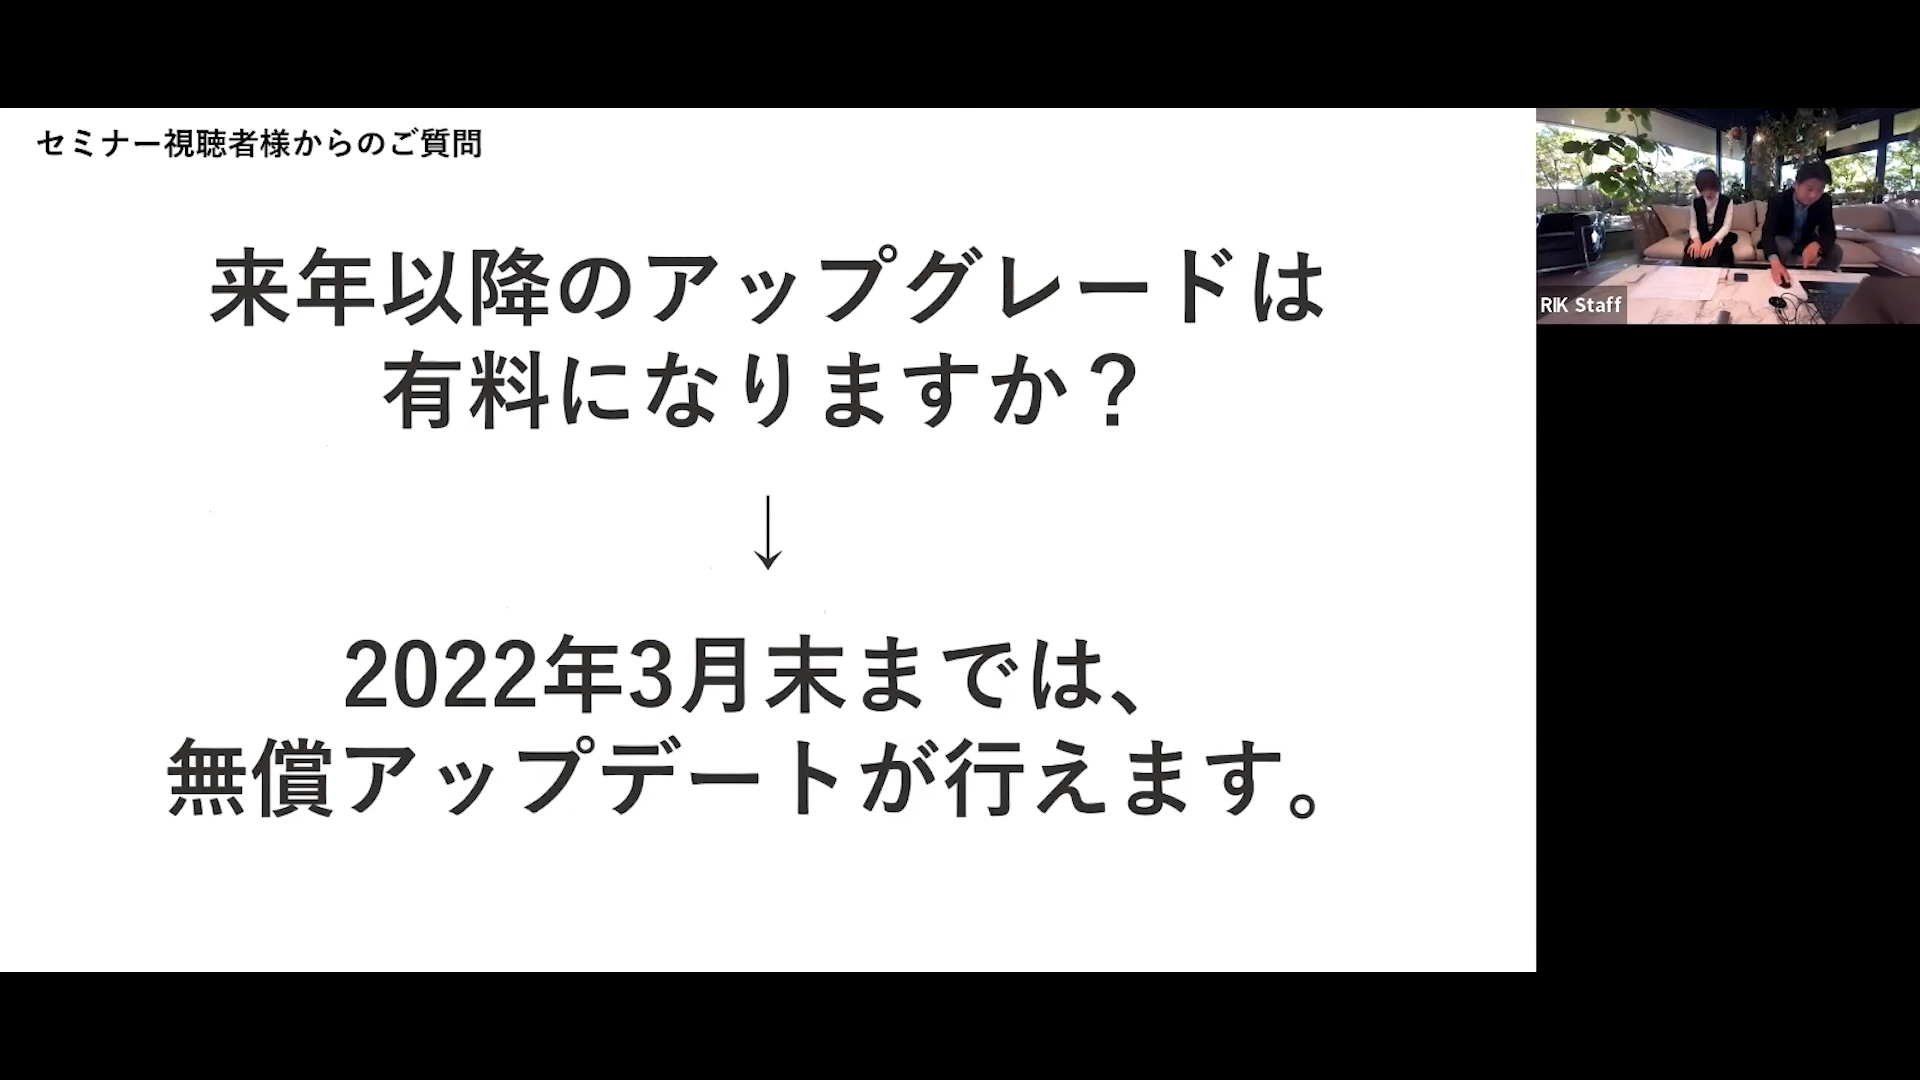 セミナー視聴者様からのご質問
来年以降のアップグレードは
有料になりますか？
↓
2022年3月末までは、
無償アップデートが行えます。
RIK Staff